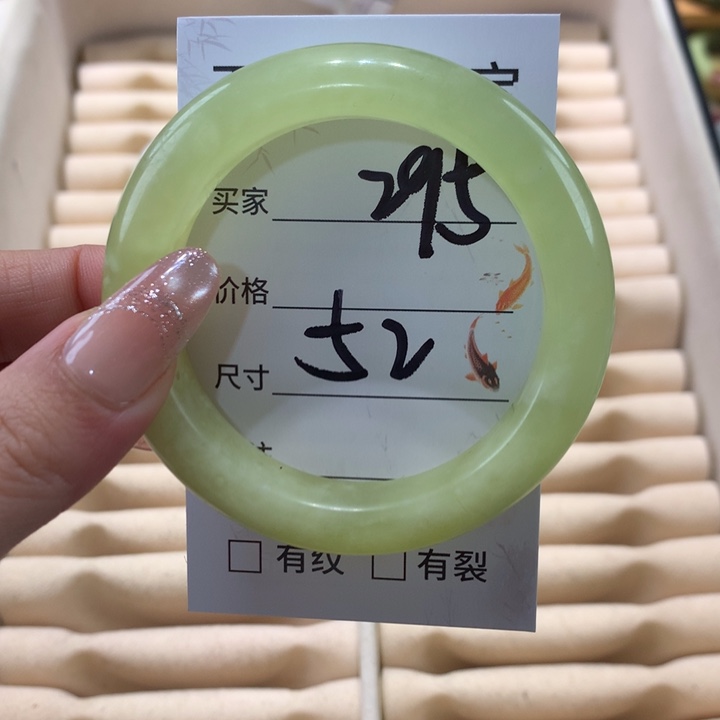 买家 295
价格
尺寸 52
□ 有纹 □ 有裂